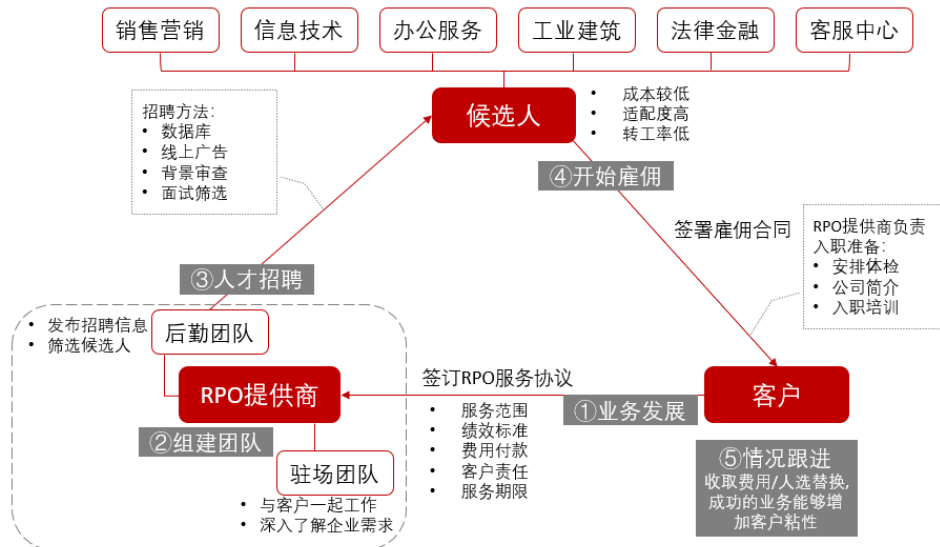 销售营销
信息技术
办公服务
工业建筑
法律金融
客服中心
招聘方法：
• 数据库
• 线上广告
• 背景审查
• 面试筛选
候选人
• 成本较低
• 适配度高
• 转工率低
④开始雇佣
签署雇佣合同
RPO提供商负责
入职准备：
• 安排体检
• 公司简介
• 入职培训
③人才招聘
• 发布招聘信息
• 筛选候选人
后勤团队
RPO提供商
②组建团队
驻场团队
• 与客户一起工作
• 深入了解企业需求
签订RPO服务协议
①业务发展
• 服务范围
• 绩效标准
• 费用付款
• 客户责任
• 服务期限
客户
⑤情况跟进
收取费用/人选替换,
成功的业务能够增
加客户粘性